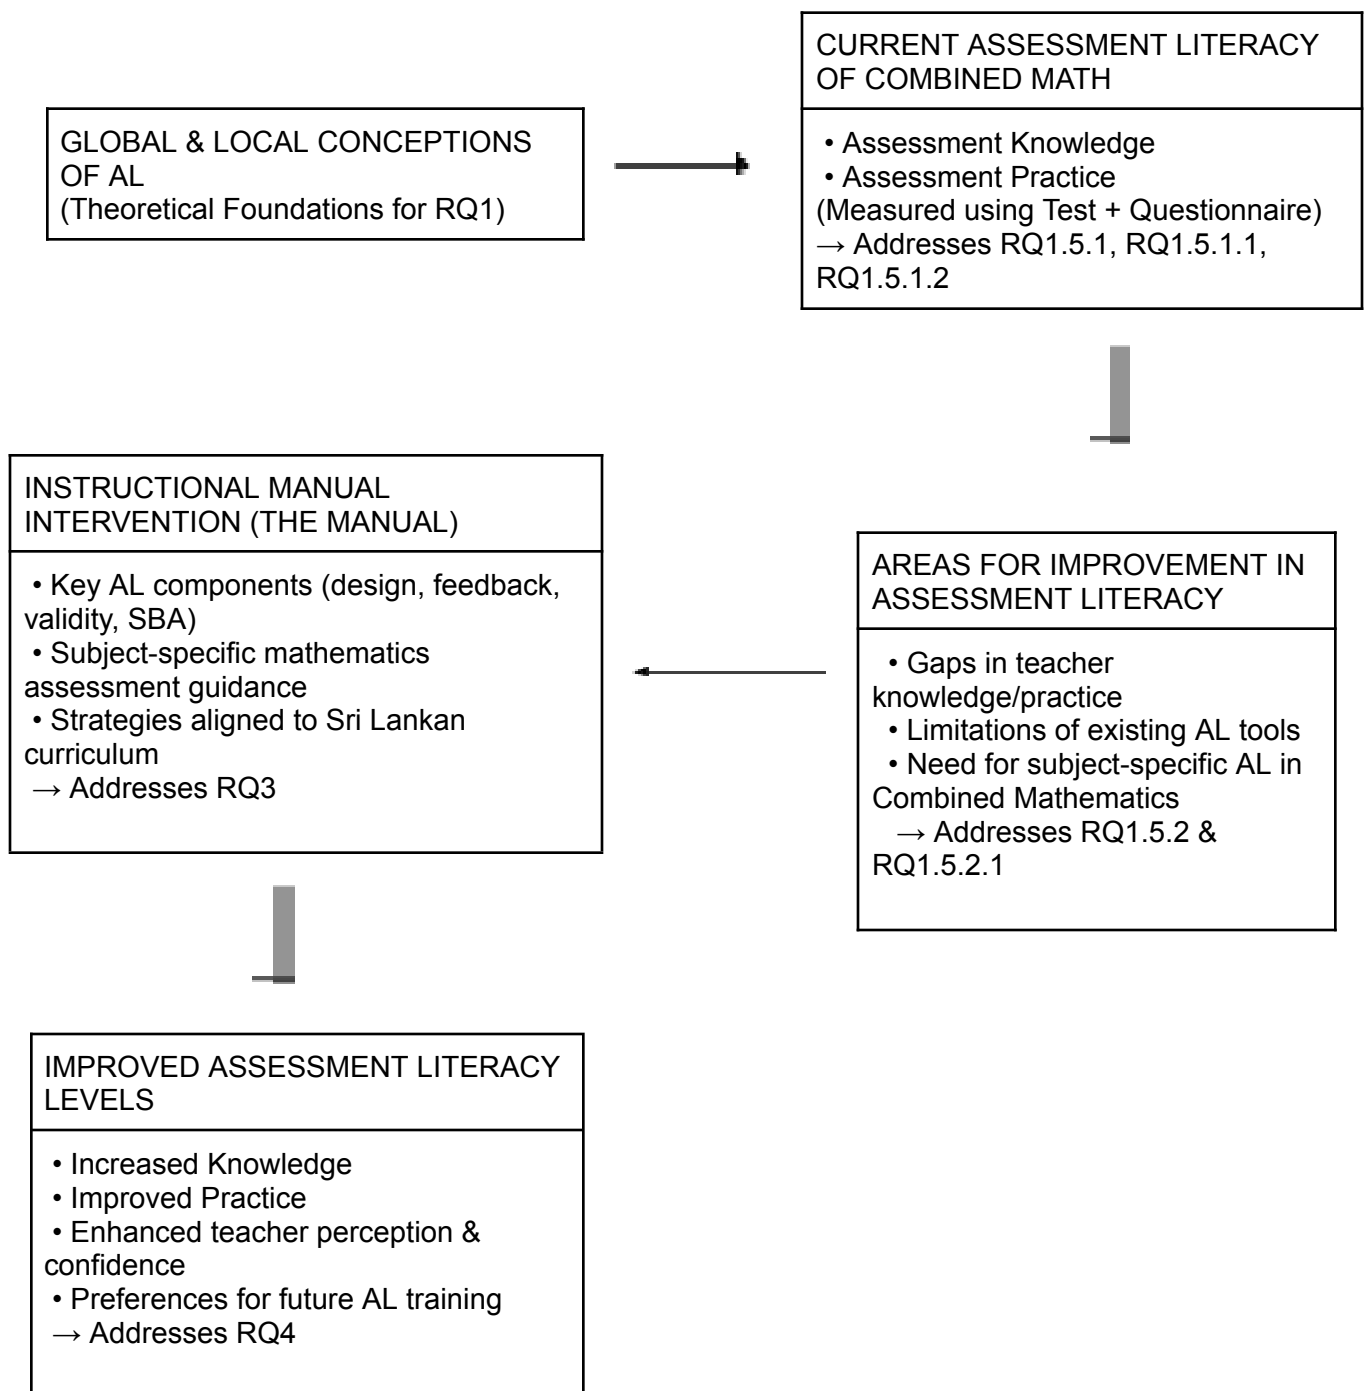 GLOBAL & LOCAL CONCEPTIONS
OF AL
(Theoretical Foundations for RQ1)
CURRENT ASSESSMENT LITERACY
OF COMBINED MATH
• Assessment Knowledge
• Assessment Practice
(Measured using Test + Questionnaire)
→ Addresses RQ1.5.1, RQ1.5.1.1,
RQ1.5.1.2
AREAS FOR IMPROVEMENT IN
ASSESSMENT LITERACY
• Gaps in teacher
knowledge/practice
• Limitations of existing AL tools
• Need for subject-specific AL in
Combined Mathematics
→ Addresses RQ1.5.2 &
RQ1.5.2.1
INSTRUCTIONAL MANUAL
INTERVENTION (THE MANUAL)
• Key AL components (design, feedback,
validity, SBA)
• Subject-specific mathematics
assessment guidance
• Strategies aligned to Sri Lankan
curriculum
→ Addresses RQ3
IMPROVED ASSESSMENT LITERACY
LEVELS
• Increased Knowledge
• Improved Practice
• Enhanced teacher perception &
confidence
• Preferences for future AL training
→ Addresses RQ4